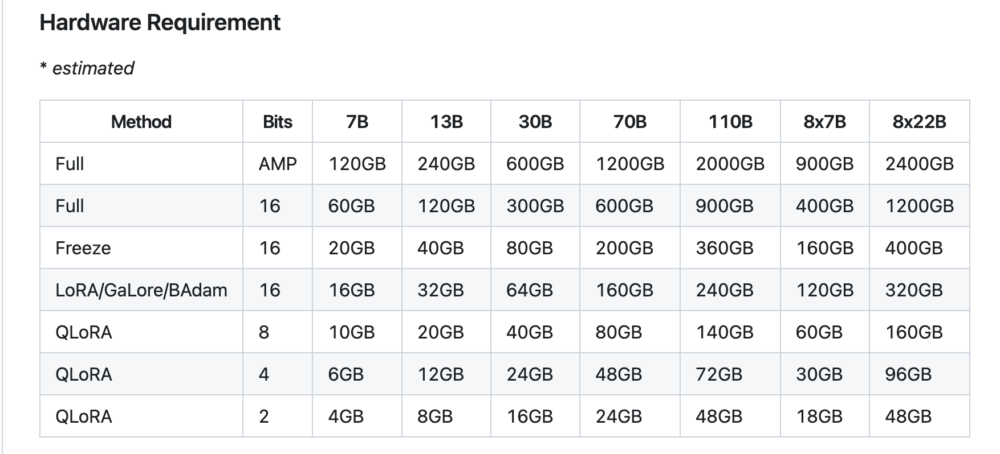 Hardware Requirement
* estimated
Method Bits 7B 13B 30B 70B 110B 8x7B 8x22B
Full AMP 120GB 240GB 600GB 1200GB 2000GB 900GB 2400GB
Full 16 60GB 120GB 300GB 600GB 900GB 400GB 1200GB
Freeze 16 20GB 40GB 80GB 200GB 360GB 160GB 400GB
LoRA/GaLore/BAdam 16 16GB 32GB 64GB 160GB 240GB 120GB 320GB
QLoRA 8 10GB 20GB 40GB 80GB 140GB 60GB 160GB
QLoRA 4 6GB 12GB 24GB 48GB 72GB 30GB 96GB
QLoRA 2 4GB 8GB 16GB 24GB 48GB 18GB 48GB